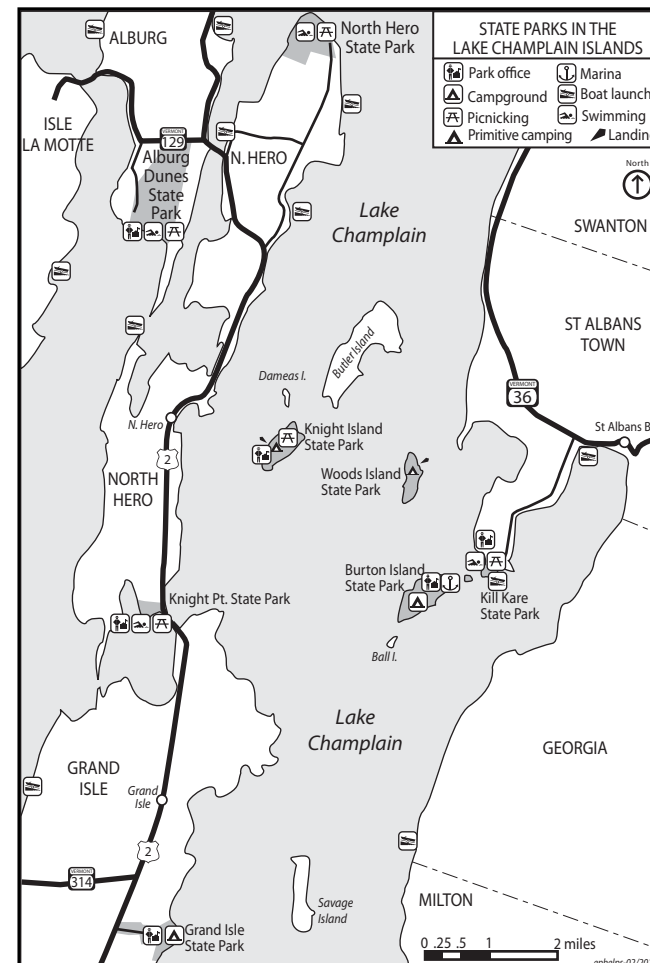 STATE PARKS IN THE
LAKE CHAMPLAIN ISLANDS
Park office
Marina
Campground
Boat launch
Picnicking
Swimming
Primitive camping
North
ALBURG
North Hero
State Park
ISLE
LA MOTTE
VERMONT
129
Alburg
Dunes
State
Park
N. HERO
Lake
Champlain
SWANTON
ST ALBANS
TOWN
Butler Island
Dameas I.
VERMONT
36
N. Hero
Knight Island
State Park
St Albans B
2
Woods Island
State Park
NORTH
HERO
Burton Island
State Park
Knight Pt. State Park
Kill Kare
State Park
Ball I.
Lake
Champlain
GEORGIA
GRAND
ISLE
Grand
Isle
2
VERMONT
314
MILTON
Savage
Island
Grand Isle
State Park
0 .25 .5 1 2 miles